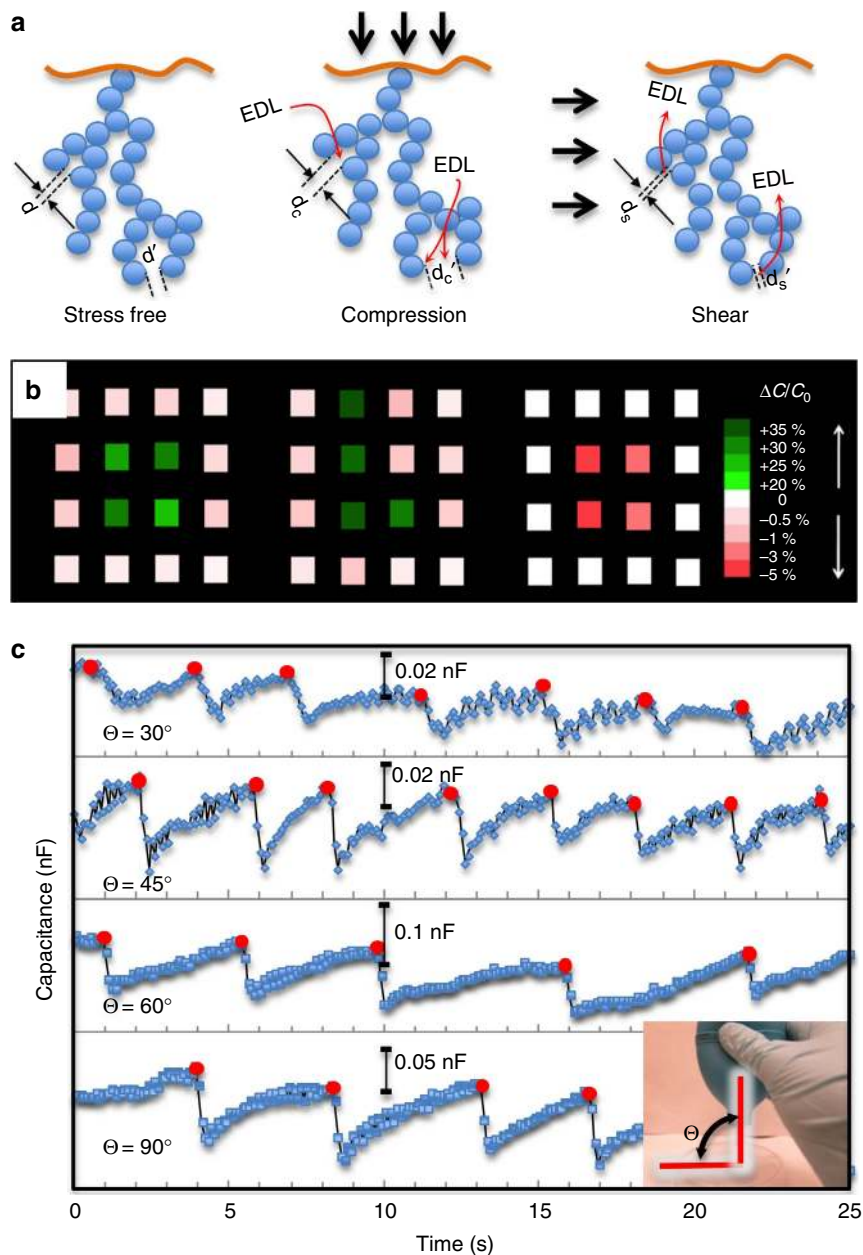 a
EDL
EDL
EDL
EDL
d
d'
d_c
d_c'
d_s
d_s'
Stress free
Compression
Shear
b
ΔC/C₀
+35 %
+30 %
+25 %
+20 %
0
–0.5 %
–1 %
–3 %
–5 %
c
Capacitance (nF)
0.02 nF
Θ = 30°
0.02 nF
Θ = 45°
0.1 nF
Θ = 60°
0.05 nF
Θ = 90°
Θ
0
5
10
15
20
25
Time (s)